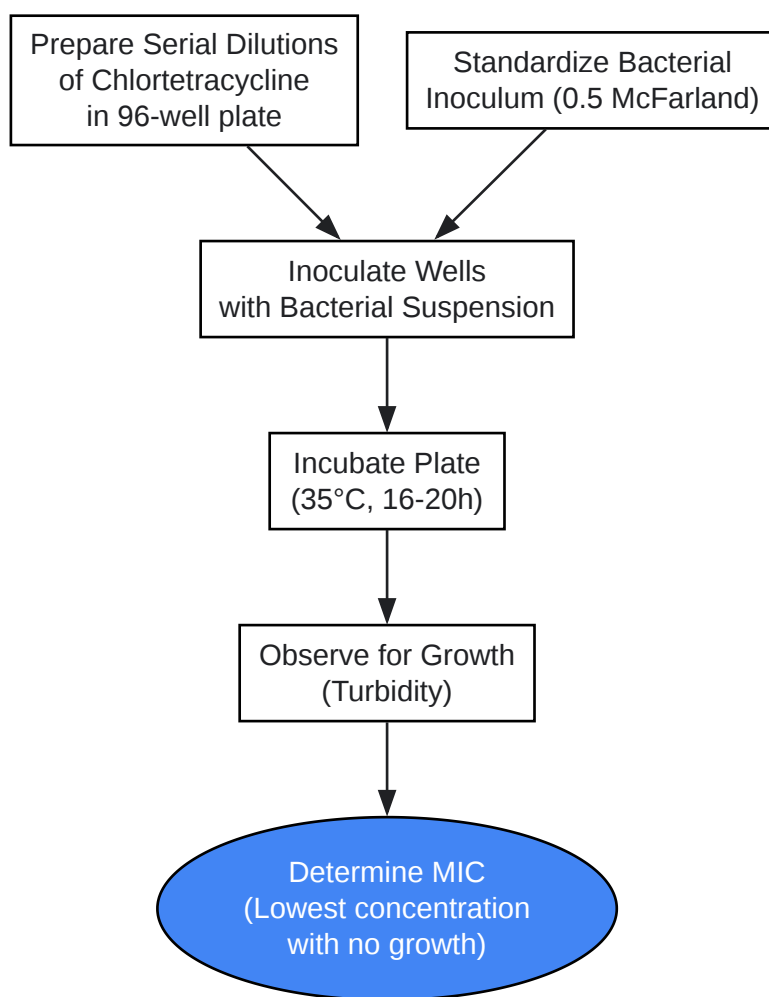 Prepare Serial Dilutions
of Chlortetracycline
in 96-well plate
Standardize Bacterial
Inoculum (0.5 McFarland)
Inoculate Wells
with Bacterial Suspension
Incubate Plate
(35°C, 16-20h)
Observe for Growth
(Turbidity)
Determine MIC
(Lowest concentration
with no growth)